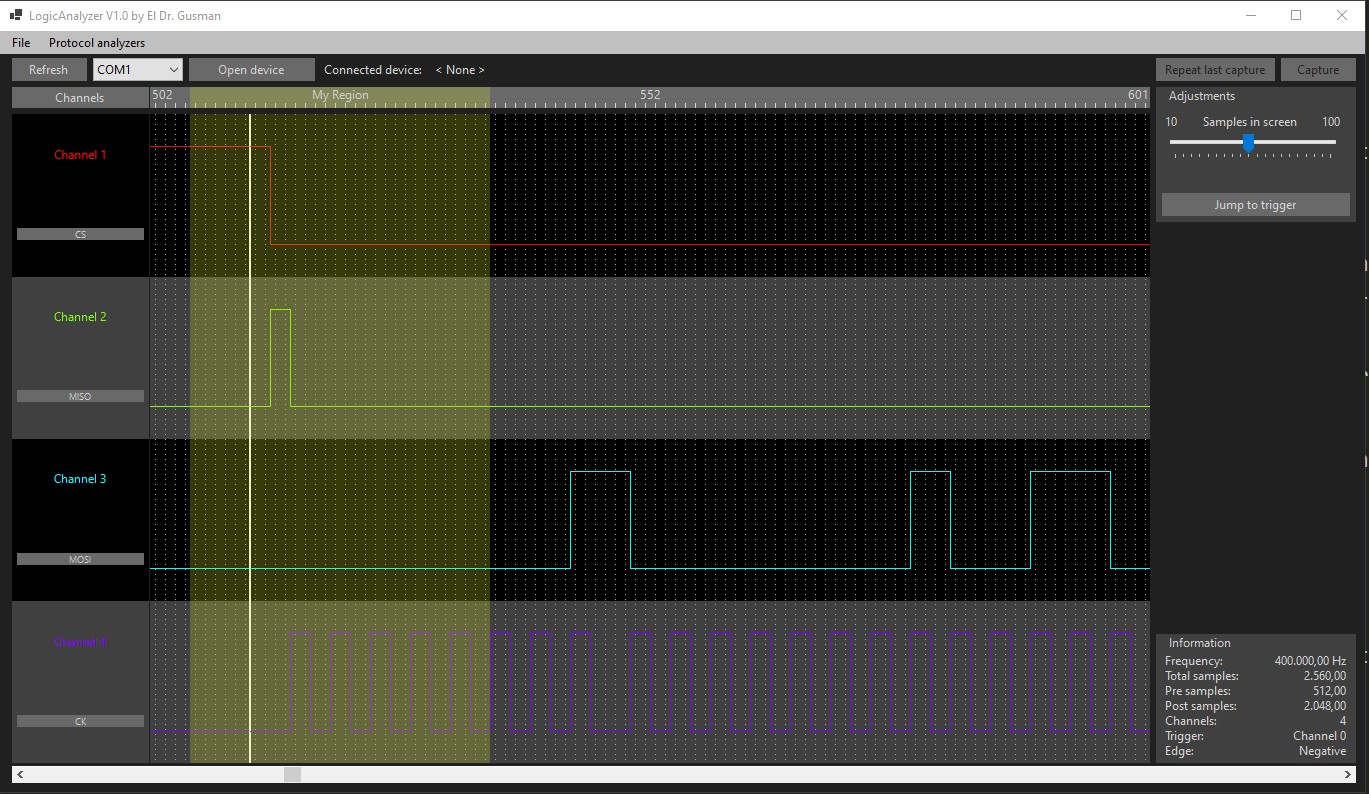 LogicAnalyzer V1.0 by El Dr. Gusman
File Protocol analyzers
Refresh COM1 Open device Connected device: < None > Repeat last capture Capture
Channels 502 My Region 552 601 Adjustments
10 Samples in screen 100
Jump to trigger
Channel 1
CS
Channel 2
MISO
Channel 3
MOSI
Channel 4
CK
Information
Frequency: 400.000,00 Hz
Total samples: 2.560,00
Pre samples: 512,00
Post samples: 2.048,00
Channels: 4
Trigger: Channel 0
Edge: Negative